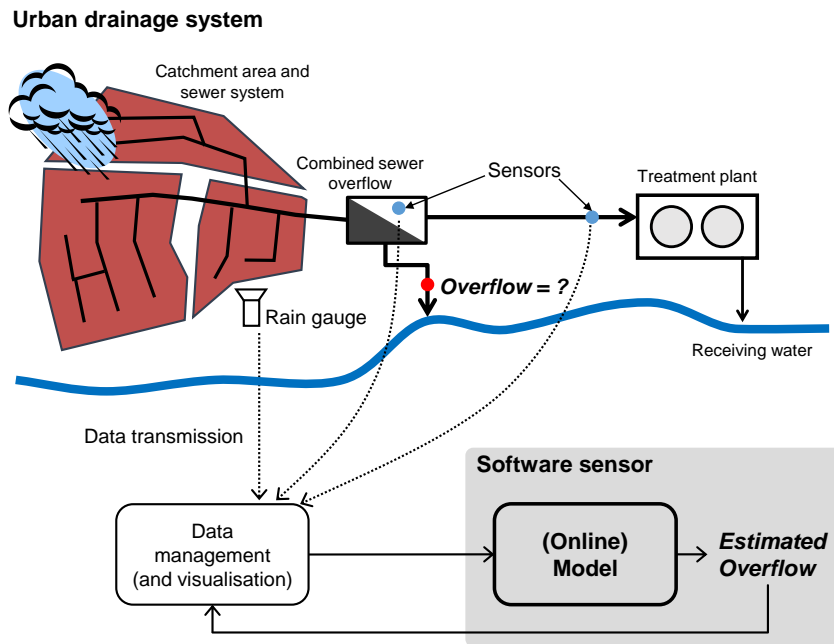 Urban drainage system
Catchment area and
sewer system
Combined sewer
overflow
Sensors
Treatment plant
Overflow = ?
Rain gauge
Receiving water
Data transmission
Software sensor
Data
management
(and visualisation)
(Online)
Model
Estimated
Overflow